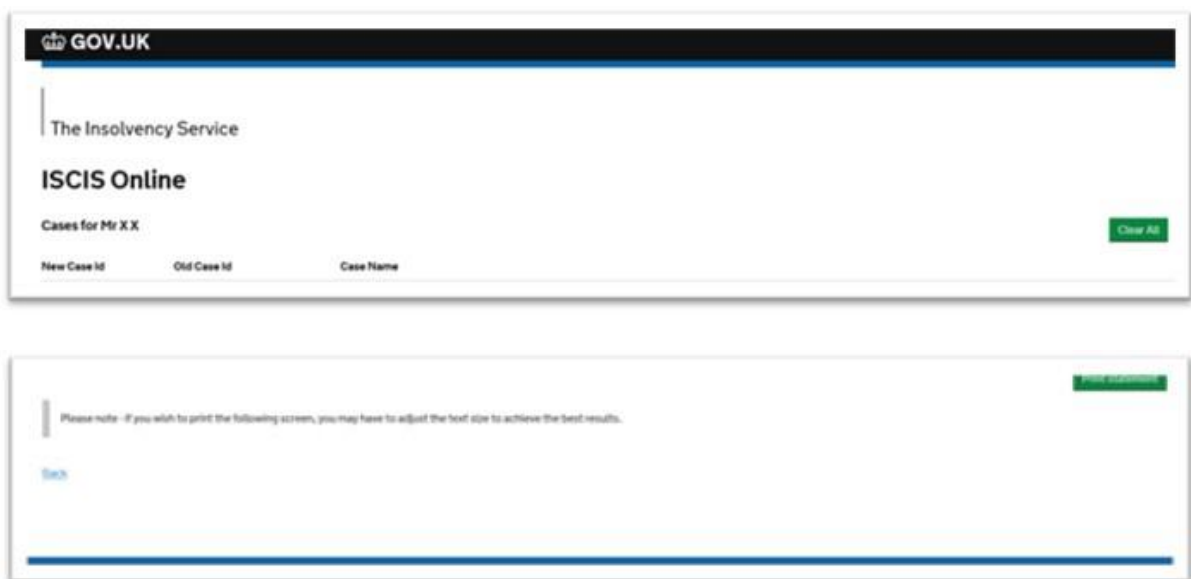 GOV.UK
The Insolvency Service
ISCIS Online
Cases for Mr X X
Clear All
New Case Id Old Case Id Case Name
Print Statement
Please note - if you wish to print the following screen, you may have to adjust the text size to achieve the best results.
Back